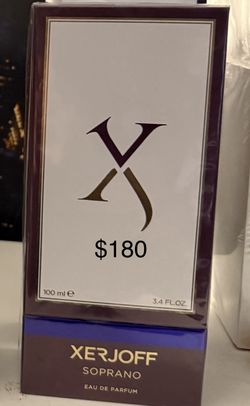 X
$180
100 ml e
3.4 FL.OZ.
XERJOFF
SOPRANO
EAU DE PARFUM